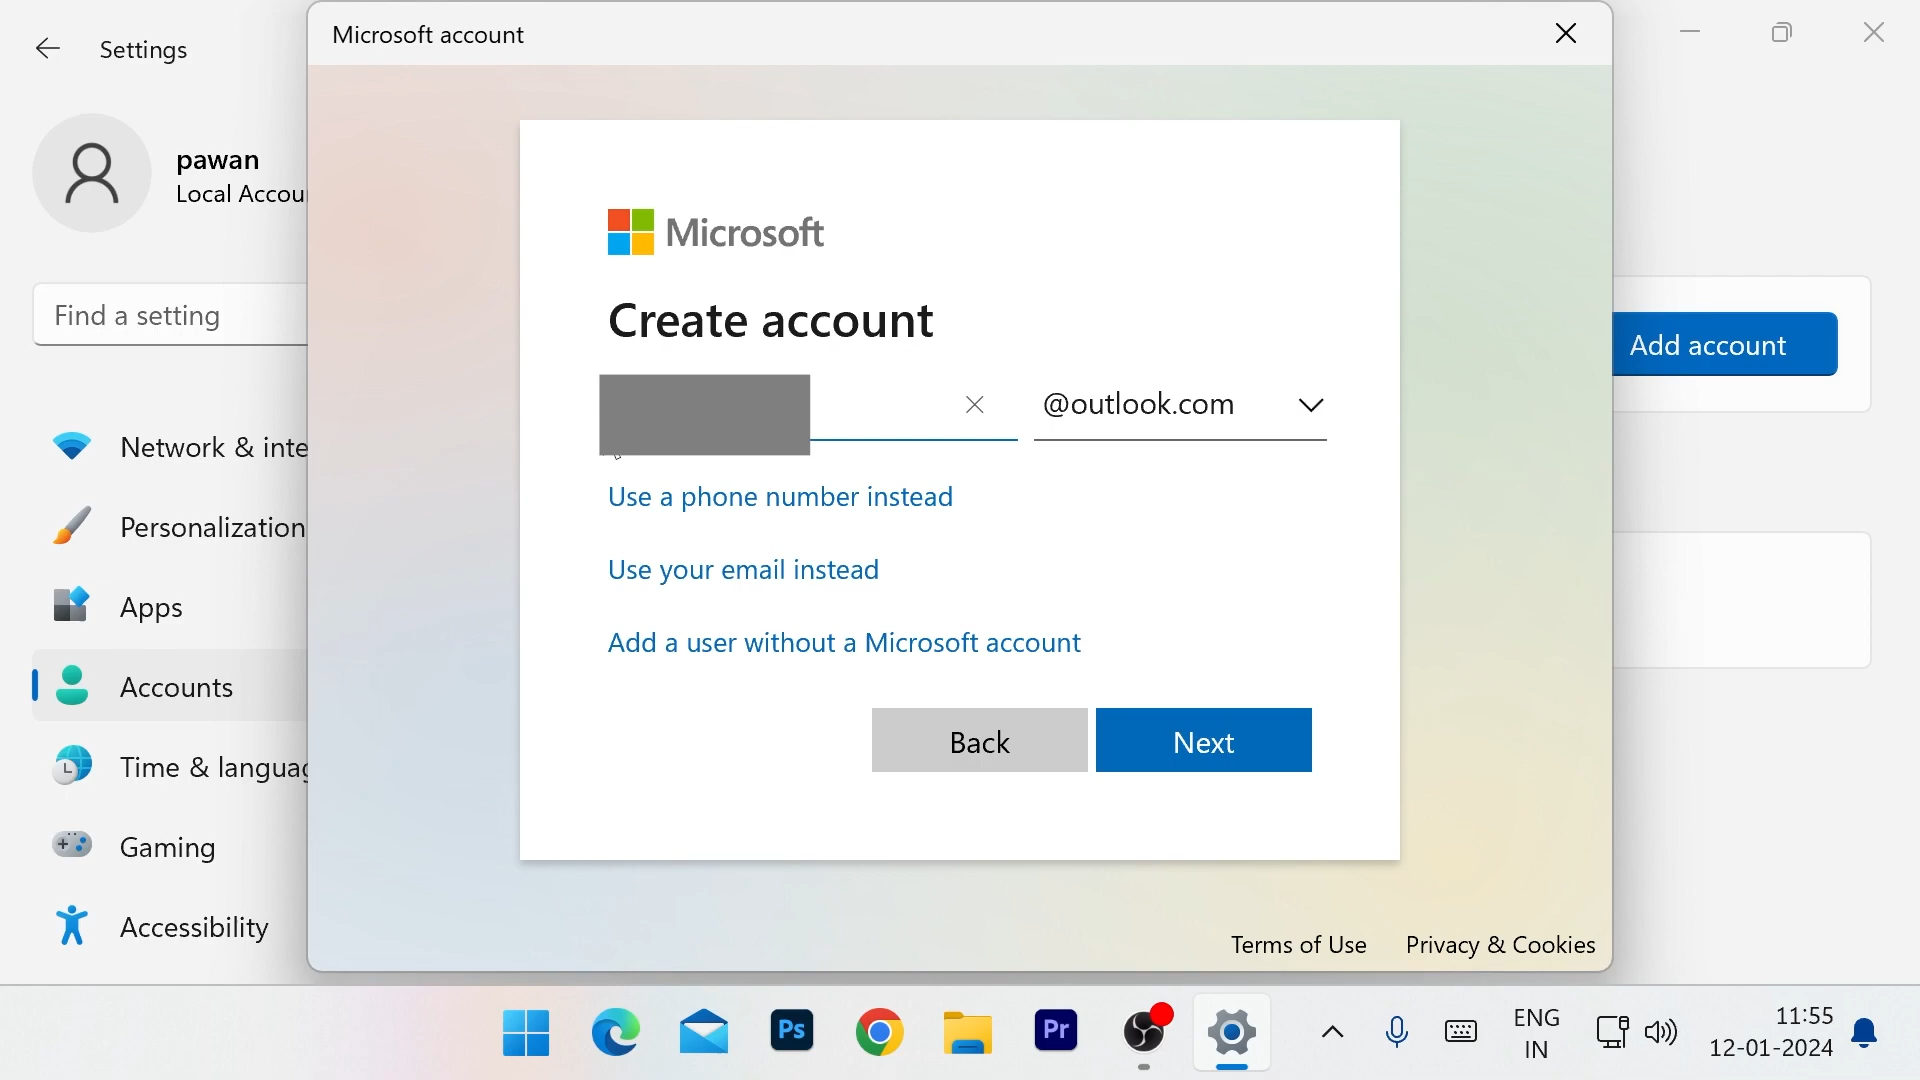 Settings
pawan
Local Accou
Find a setting
Network & inte
Personalization
Apps
Accounts
Time & languag
Gaming
Accessibility
Microsoft account
Microsoft
Create account
@outlook.com
Use a phone number instead
Use your email instead
Add a user without a Microsoft account
Back
Next
Terms of Use
Privacy & Cookies
Add account
Ps
Pr
ENG
IN
11:55
12-01-2024